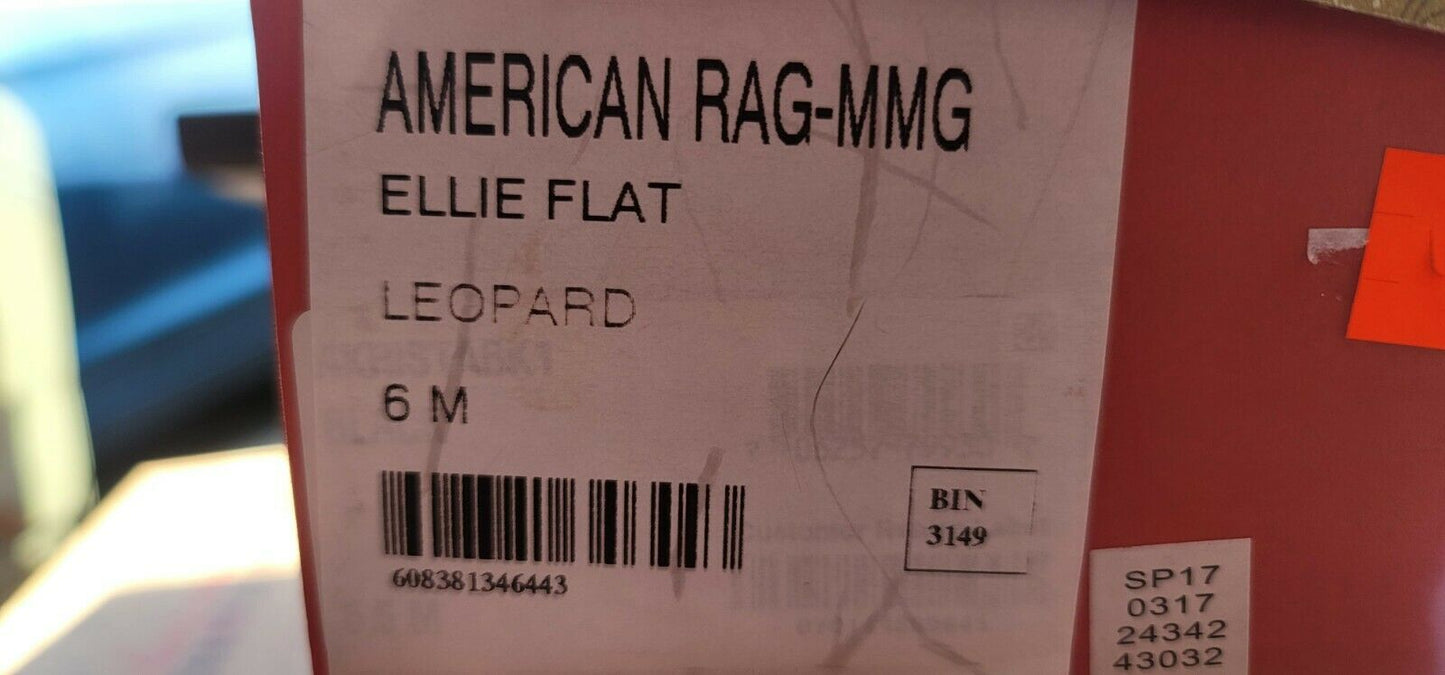 AMERICAN RAG-MMG
ELLIE FLAT
LEOPARD
6 M
608381346443
BIN
3149
SP17
0317
24342
43032